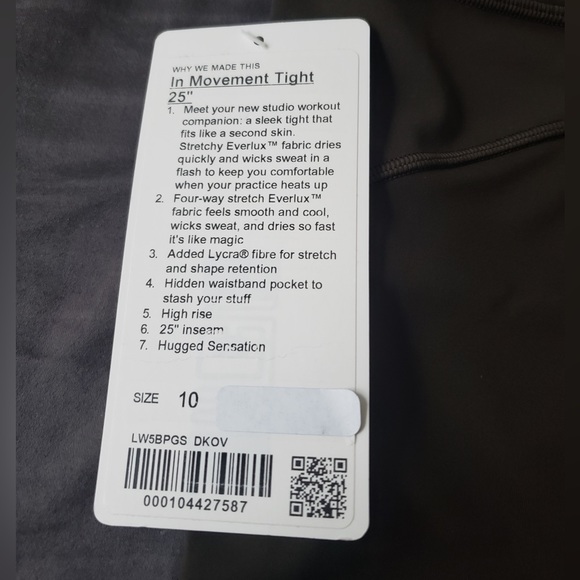 WHY WE MADE THIS
In Movement Tight
25"
1. Meet your new studio workout
companion: a sleek tight that
fits like a second skin.
Stretchy Everlux™ fabric dries
quickly and wicks sweat in a
flash to keep you comfortable
when your practice heats up
2. Four-way stretch Everlux™
fabric feels smooth and cool,
wicks sweat, and dries so fast
it's like magic
3. Added Lycra® fibre for stretch
and shape retention
4. Hidden waistband pocket to
stash your stuff
5. High rise
6. 25" inseam
7. Hugged Sensation
SIZE 10
LW5BPGS DKOV
000104427587